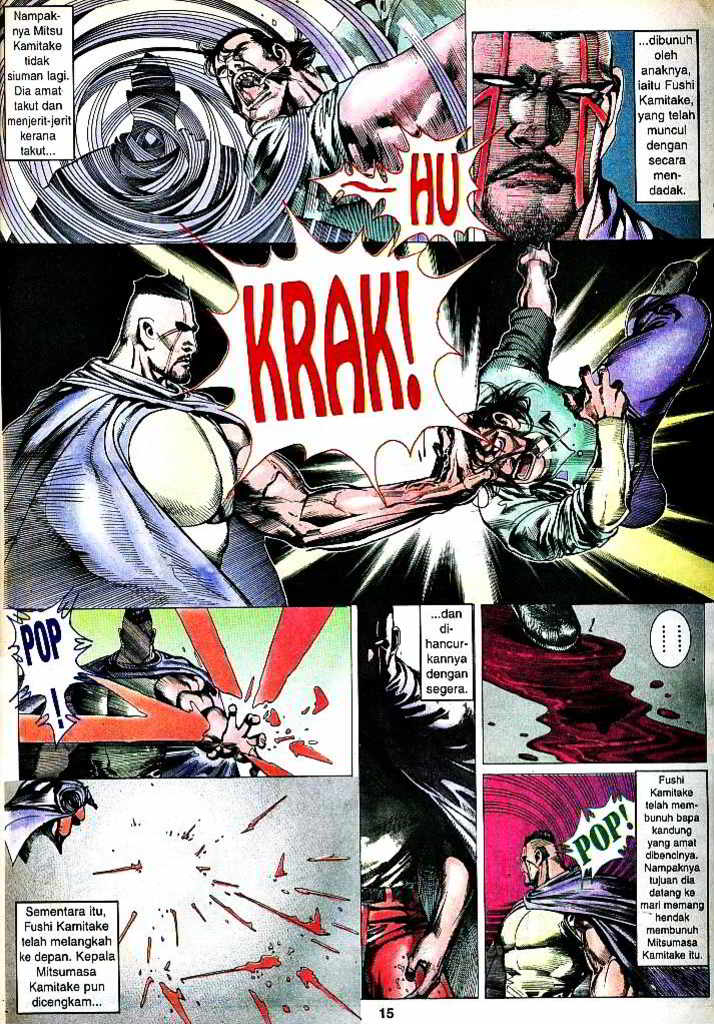 Nampak-
nya Mitsu
Kamitake
tidak
siuman lagi.
Dia amat
takut dan
menjerit-jerit
kerana
takut...
HU
...dibunuh
oleh
anaknya,
iaitu Fushi
Kamitake,
yang telah
muncul
dengan
secara
men-
dadak.
KRAK!
POP
!
Sementara itu,
Fushi Kamitake
telah melangkah
ke depan. Kepala
Mitsumasa
Kamitake pun
dicengkam...
...dan
di-
hancur-
kannya
dengan
segera.
......
POP!
Fushi
Kamitake
telah mem-
bunuh bapa
kandung
yang amat
dibencinya.
Nampaknya
tujuan dia
datang ke
mari memang
hendak
membunuh
Mitsumasa
Kamitake itu.
15